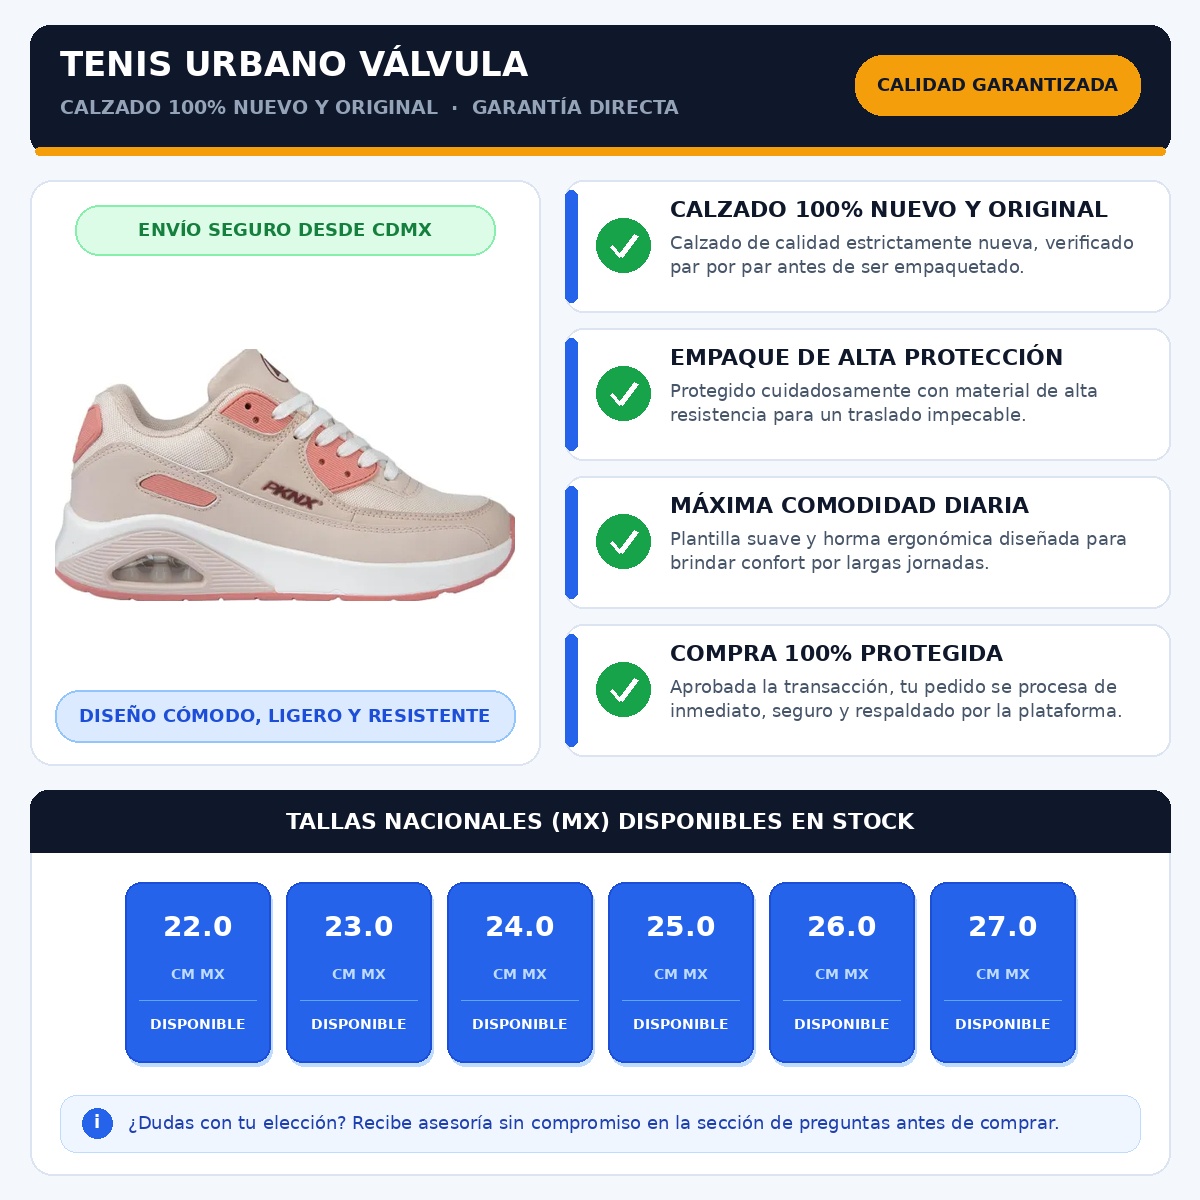 TENIS URBANO VÁLVULA
CALZADO 100% NUEVO Y ORIGINAL · GARANTÍA DIRECTA
CALIDAD GARANTIZADA
ENVÍO SEGURO DESDE CDMX
PKNX
DISEÑO CÓMODO, LIGERO Y RESISTENTE
CALZADO 100% NUEVO Y ORIGINAL
Calzado de calidad estrictamente nueva, verificado
par por par antes de ser empaquetado.
EMPAQUE DE ALTA PROTECCIÓN
Protegido cuidadosamente con material de alta
resistencia para un traslado impecable.
MÁXIMA COMODIDAD DIARIA
Plantilla suave y horma ergonómica diseñada para
brindar confort por largas jornadas.
COMPRA 100% PROTEGIDA
Aprobada la transacción, tu pedido se procesa de
inmediato, seguro y respaldado por la plataforma.
TALLAS NACIONALES (MX) DISPONIBLES EN STOCK
22.0
CM MX
DISPONIBLE
23.0
CM MX
DISPONIBLE
24.0
CM MX
DISPONIBLE
25.0
CM MX
DISPONIBLE
26.0
CM MX
DISPONIBLE
27.0
CM MX
DISPONIBLE
i ¿Dudas con tu elección? Recibe asesoría sin compromiso en la sección de preguntas antes de comprar.